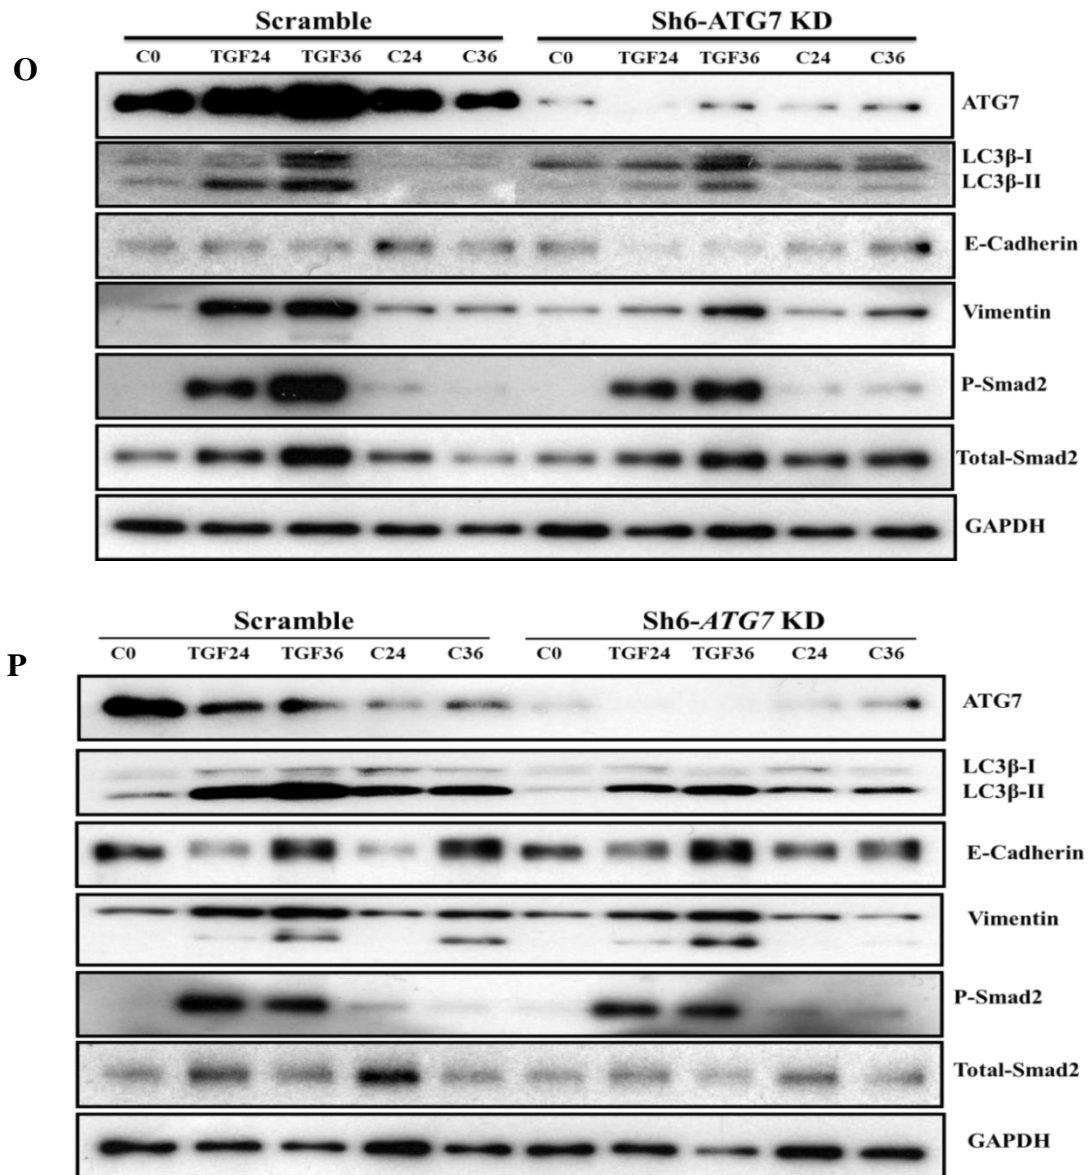 Scramble Sh6-ATG7 KD
C0 TGF24 TGF36 C24 C36 C0 TGF24 TGF36 C24 C36
O
ATG7
LC3β-I
LC3β-II
E-Cadherin
Vimentin
P-Smad2
Total-Smad2
GAPDH
Scramble Sh6-ATG7 KD
C0 TGF24 TGF36 C24 C36 C0 TGF24 TGF36 C24 C36
P
ATG7
LC3β-I
LC3β-II
E-Cadherin
Vimentin
P-Smad2
Total-Smad2
GAPDH